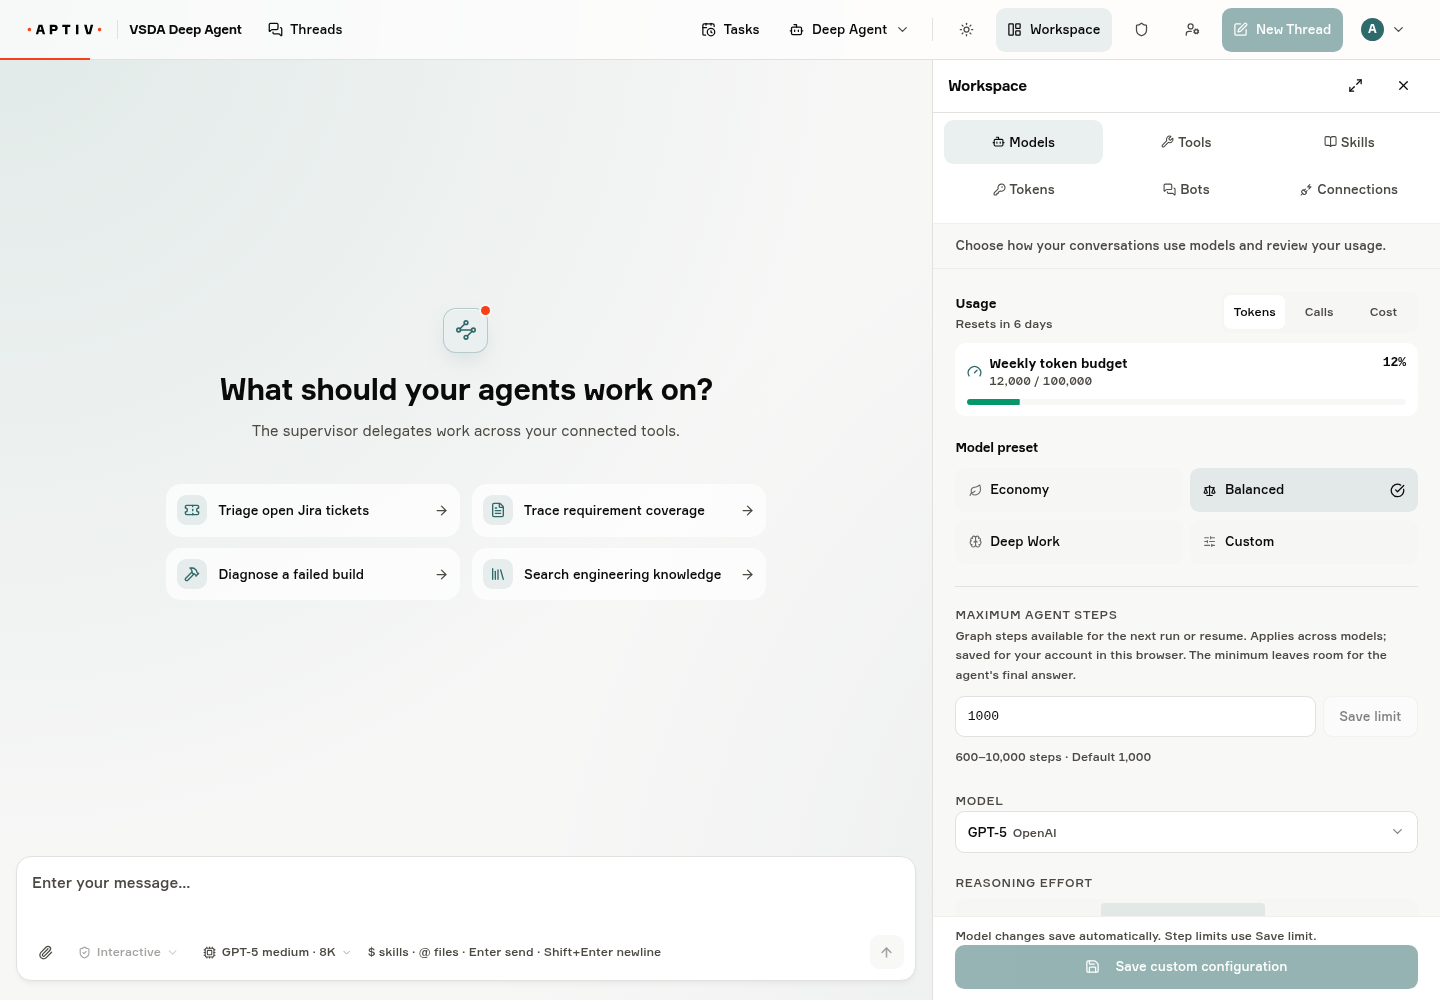 APTIV
VSDA Deep Agent
Threads
Tasks
Deep Agent
Workspace
New Thread
A
What should your agents work on?
The supervisor delegates work across your connected tools.
Triage open Jira tickets
Trace requirement coverage
Diagnose a failed build
Search engineering knowledge
Enter your message...
Interactive
GPT-5 medium · 8K
$ skills · @ files · Enter send · Shift+Enter newline
Workspace
Models
Tools
Skills
Tokens
Bots
Connections
Choose how your conversations use models and review your usage.
Usage
Resets in 6 days
Tokens
Calls
Cost
Weekly token budget
12%
12,000 / 100,000
Model preset
Economy
Balanced
Deep Work
Custom
MAXIMUM AGENT STEPS
Graph steps available for the next run or resume. Applies across models;
saved for your account in this browser. The minimum leaves room for the
agent's final answer.
1000
Save limit
600–10,000 steps · Default 1,000
MODEL
GPT-5 OpenAI
REASONING EFFORT
Model changes save automatically. Step limits use Save limit.
Save custom configuration